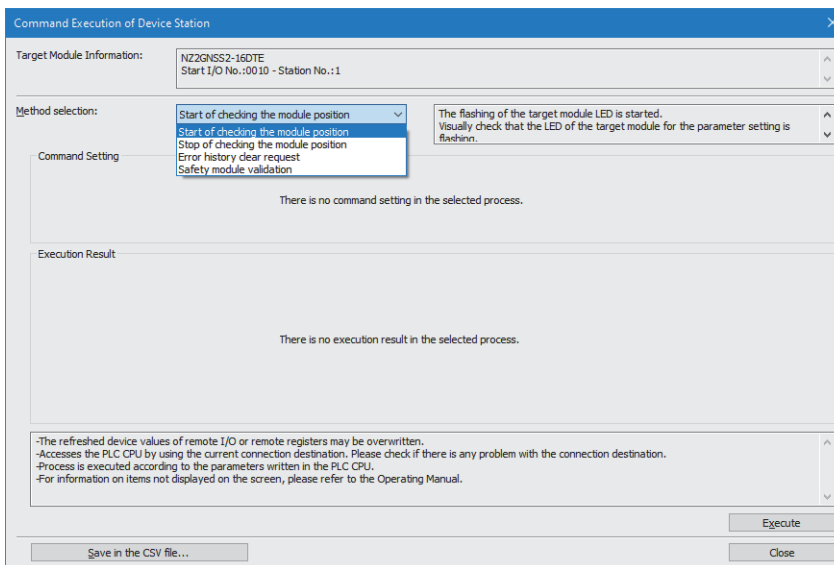 Command Execution of Device Station
Target Module Information:
NZ2GNSS2-16DTE
Start I/O No.:0010 - Station No.:1
Method selection:
Start of checking the module position
Start of checking the module position
Stop of checking the module position
Error history clear request
Safety module validation
The flashing of the target module LED is started.
Visually check that the LED of the target module for the parameter setting is
flashing.
Command Setting
There is no command setting in the selected process.
Execution Result
There is no execution result in the selected process.
-The refreshed device values of remote I/O or remote registers may be overwritten.
-Accesses the PLC CPU by using the current connection destination. Please check if there is any problem with the connection destination.
-Process is executed according to the parameters written in the PLC CPU.
-For information on items not displayed on the screen, please refer to the Operating Manual.
Execute
Save in the CSV file...
Close